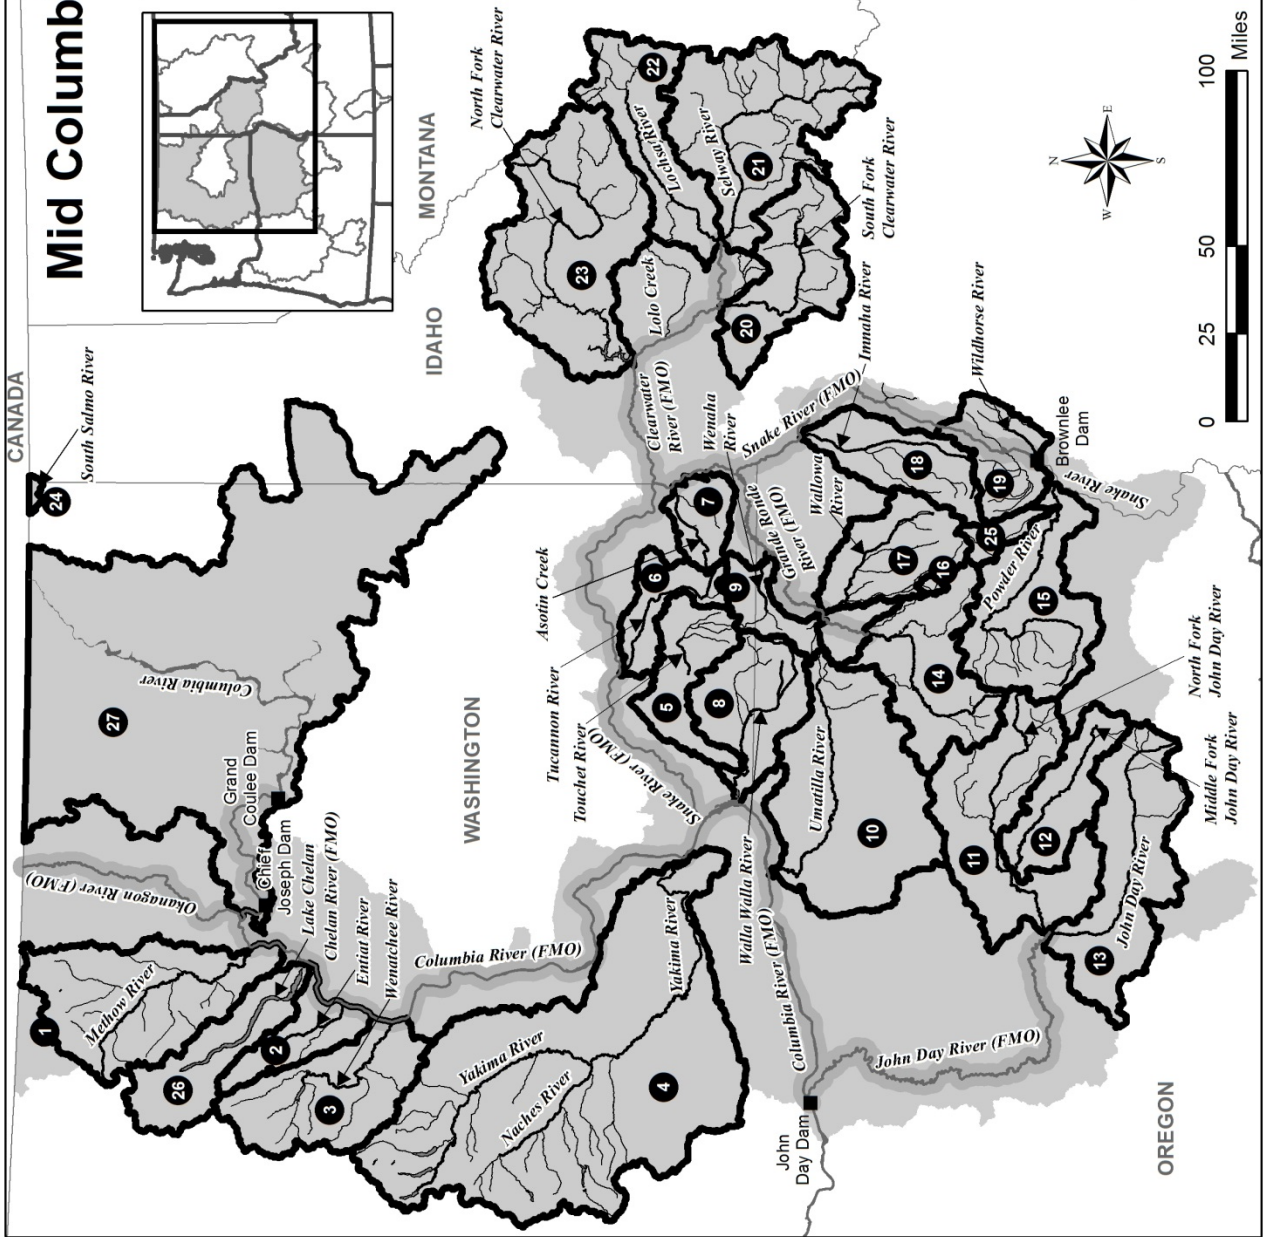 Mid Columb
CANADA
24
South Salmo River
IDAHO
MONTANA
North Fork
Clearwater River
27
Columbia River
Grand
Coulee Dam
Chief
Joseph Dam
Okanagon River (FMO)
Lake Chelan
Chelan River (FMO)
Entiat River
Wenatchee River
1
Methow River
26
2
3
WASHINGTON
Columbia River (FMO)
Yakima River
Naches River
Yakima River
4
22
23
Lochsa River
Selway River
21
South Fork
Clearwater River
Lolo Creek
20
Clearwater
River (FMO)
Wenaha
River
Snake River (FMO)
Imnaha River
Wildhorse River
Asotin Creek
Tucannon River
Touchet River
Snake River (FMO)
7
6
9
5
8
Grande Ronde
River (FMO)
Wallowa
River
18
19
17
16
25
Brownlee
Dam
Snake River
Powder River
15
14
Umatilla River
10
Walla Walla River
Columbia River (FMO)
11
12
13
North Fork
John Day River
Middle Fork
John Day River
John Day River
John Day River (FMO)
John
Day Dam
OREGON
N
W
E
S
0
25
50
100
Miles